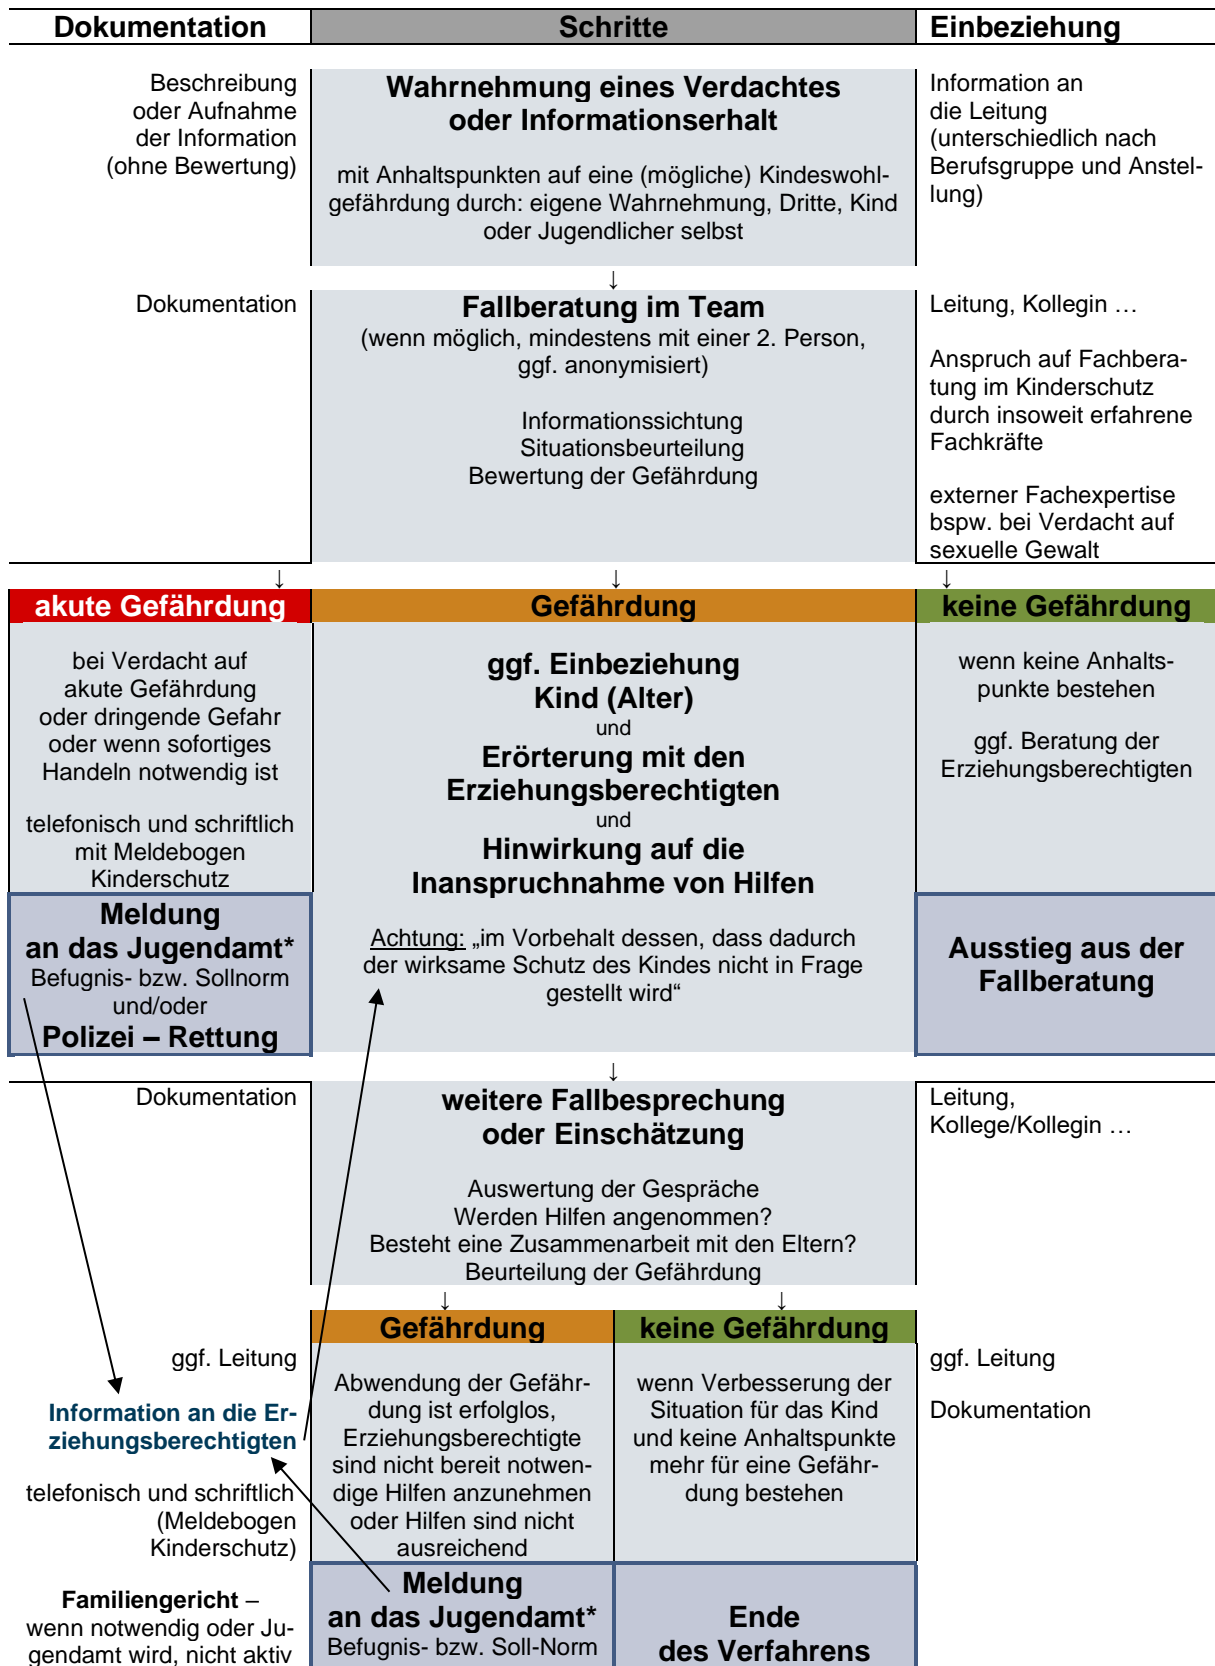 Dokumentation
Schritte
Einbeziehung
Beschreibung
oder Aufnahme
der Information
(ohne Bewertung)
Wahrnehmung eines Verdachtes
oder Informationserhalt
mit Anhaltspunkten auf eine (mögliche) Kindeswohl-
gefährdung durch: eigene Wahrnehmung, Dritte, Kind
oder Jugendlicher selbst
Information an
die Leitung
(unterschiedlich nach
Berufsgruppe und Anstel-
lung)
↓
Dokumentation
Fallberatung im Team
(wenn möglich, mindestens mit einer 2. Person,
ggf. anonymisiert)
Informationssichtung
Situationsbeurteilung
Bewertung der Gefährdung
Leitung, Kollegin …
Anspruch auf Fachbera-
tung im Kinderschutz
durch insoweit erfahrene
Fachkräfte
externer Fachexpertise
bspw. bei Verdacht auf
sexuelle Gewalt
↓ ↓ ↓
akute Gefährdung
bei Verdacht auf
akute Gefährdung
oder dringende Gefahr
oder wenn sofortiges
Handeln notwendig ist
telefonisch und schriftlich
mit Meldebogen
Kinderschutz
Meldung
an das Jugendamt*
Befugnis- bzw. Sollnorm
und/oder
Polizei – Rettung
Gefährdung
ggf. Einbeziehung
Kind (Alter)
und
Erörterung mit den
Erziehungsberechtigten
und
Hinwirkung auf die
Inanspruchnahme von Hilfen
Achtung: „im Vorbehalt dessen, dass dadurch
der wirksame Schutz des Kindes nicht in Frage
gestellt wird“
keine Gefährdung
wenn keine Anhalts-
punkte bestehen
ggf. Beratung der
Erziehungsberechtigten
Ausstieg aus der
Fallberatung
↓
Dokumentation
weitere Fallbesprechung
oder Einschätzung
Auswertung der Gespräche
Werden Hilfen angenommen?
Besteht eine Zusammenarbeit mit den Eltern?
Beurteilung der Gefährdung
Leitung,
Kollege/Kollegin …
↓ ↓
ggf. Leitung
Information an die Er-
ziehungsberechtigten
telefonisch und schriftlich
(Meldebogen
Kinderschutz)
Familiengericht –
wenn notwendig oder Ju-
gendamt wird, nicht aktiv
Gefährdung
Abwendung der Gefähr-
dung ist erfolglos,
Erziehungsberechtigte
sind nicht bereit notwen-
dige Hilfen anzunehmen
oder Hilfen sind nicht
ausreichend
Meldung
an das Jugendamt*
Befugnis- bzw. Soll-Norm
keine Gefährdung
wenn Verbesserung der
Situation für das Kind
und keine Anhaltspunkte
mehr für eine Gefähr-
dung bestehen
Ende
des Verfahrens
ggf. Leitung
Dokumentation